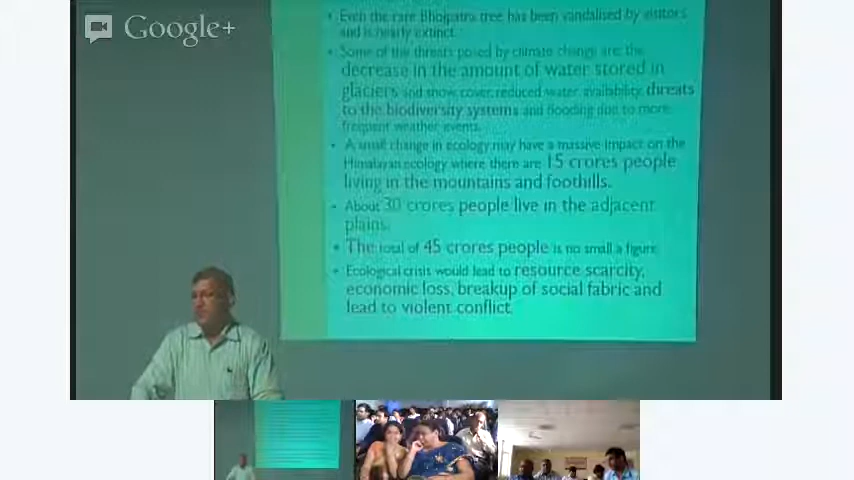 Google+
• Even the rare Bhojpatra tree has been vandalised by visitors
and is nearly extinct.
• Some of the threats posed by climate change are the
decrease in the amount of water stored in
glaciers and snow cover, reduced water availability, threats
to the biodiversity systems and flooding due to more
frequent weather events.
• A small change in ecology may have a massive impact on the
Himalayan ecology where there are 15 crores people
living in the mountains and foothills.
• About 30 crores people live in the adjacent
plains.
• The total of 45 crores people is no small a figure.
• Ecological crisis would lead to resource scarcity,
economic loss, breakup of social fabric and
lead to violent conflict.